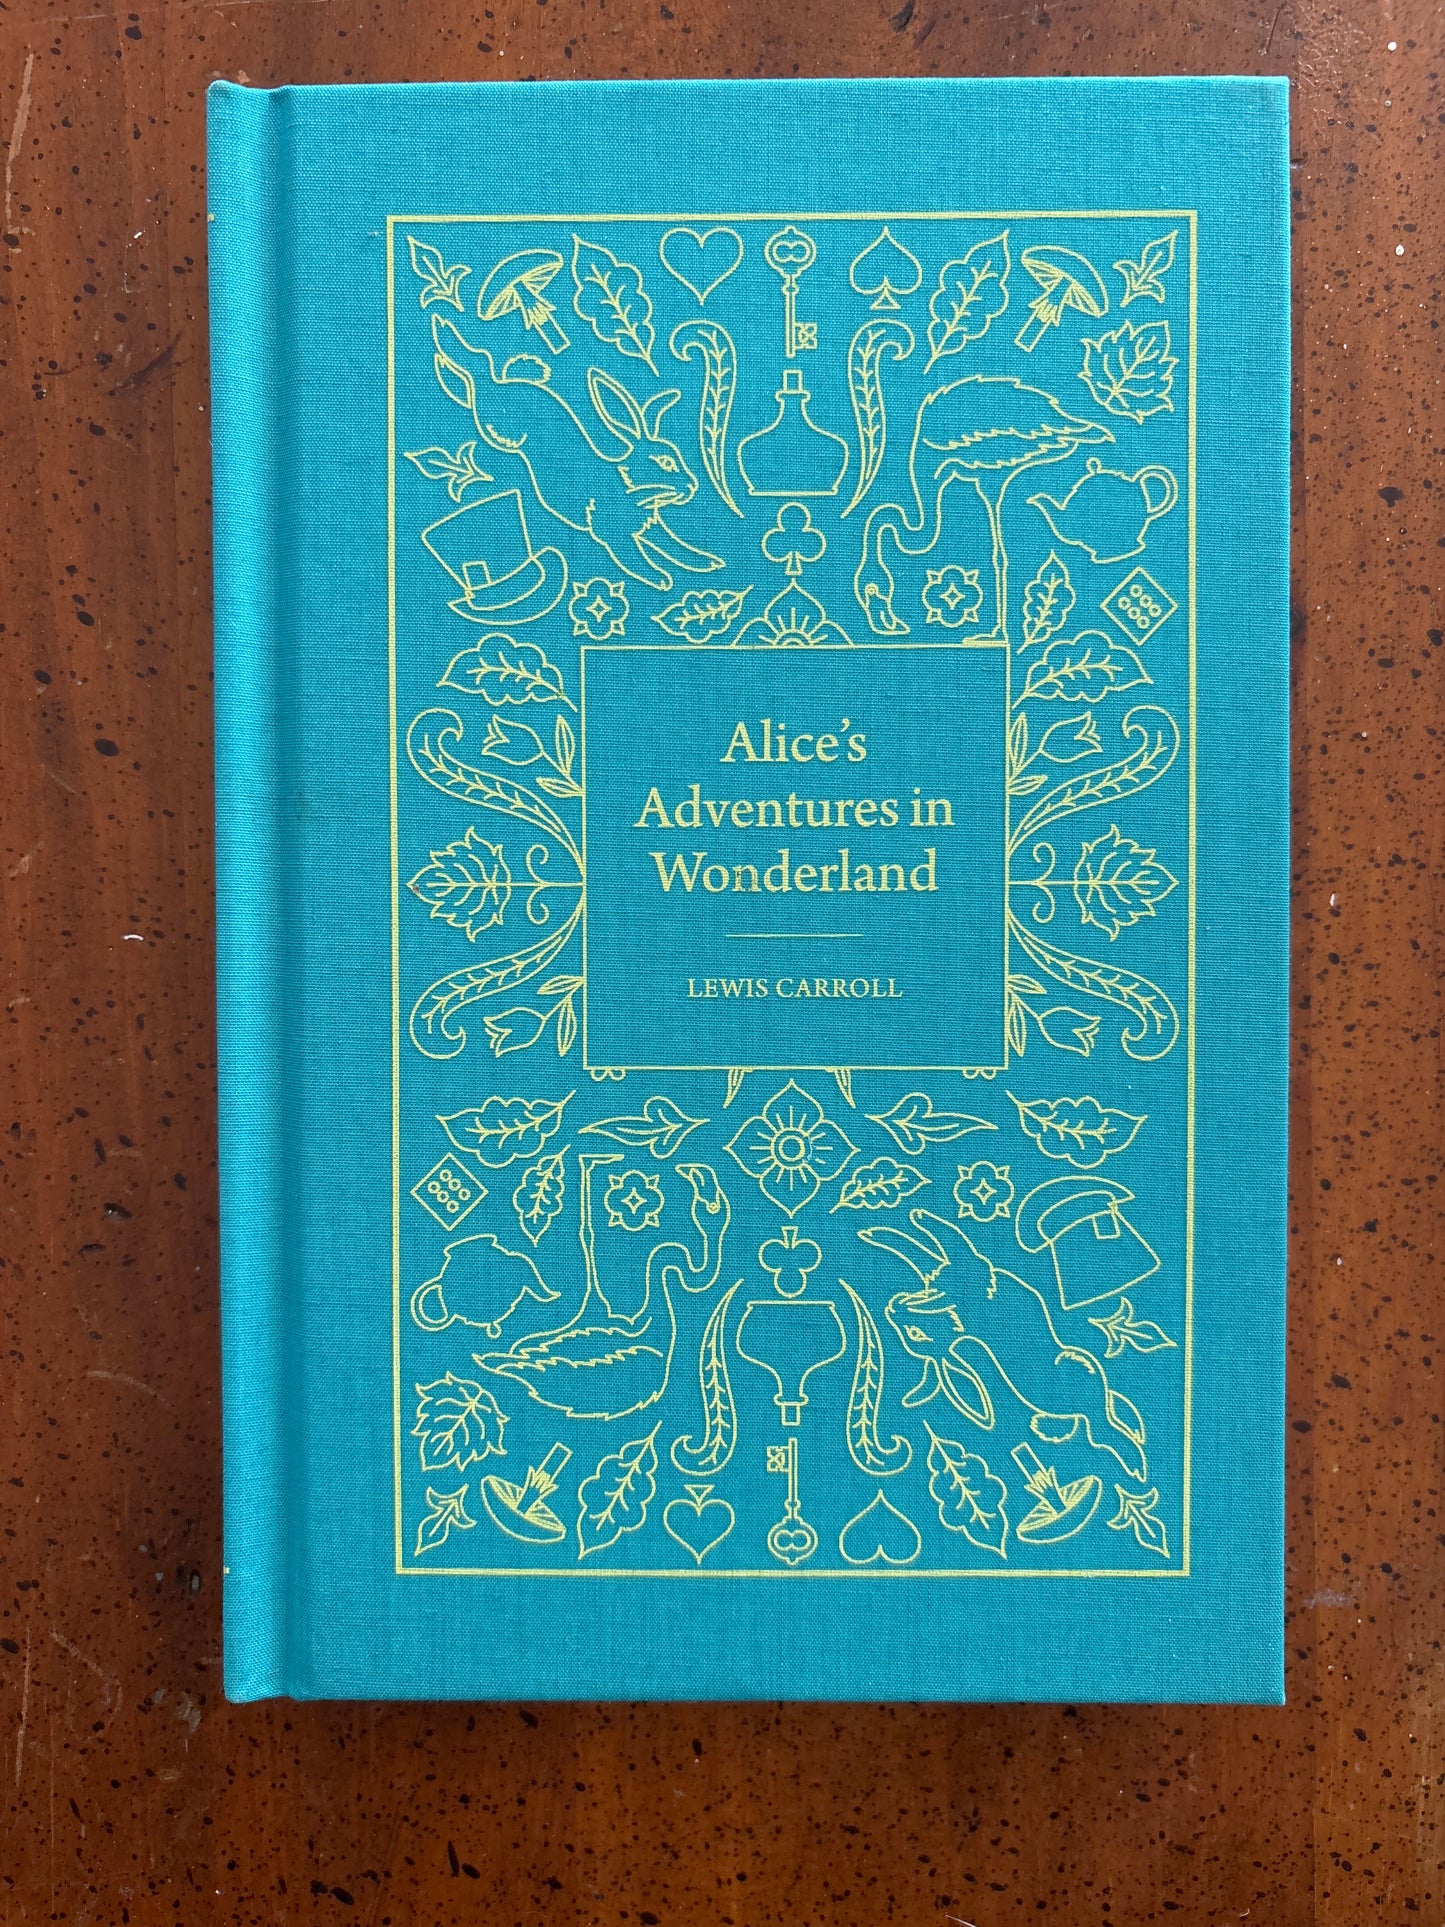 Alice’s
Adventures in
Wonderland
LEWIS CARROLL